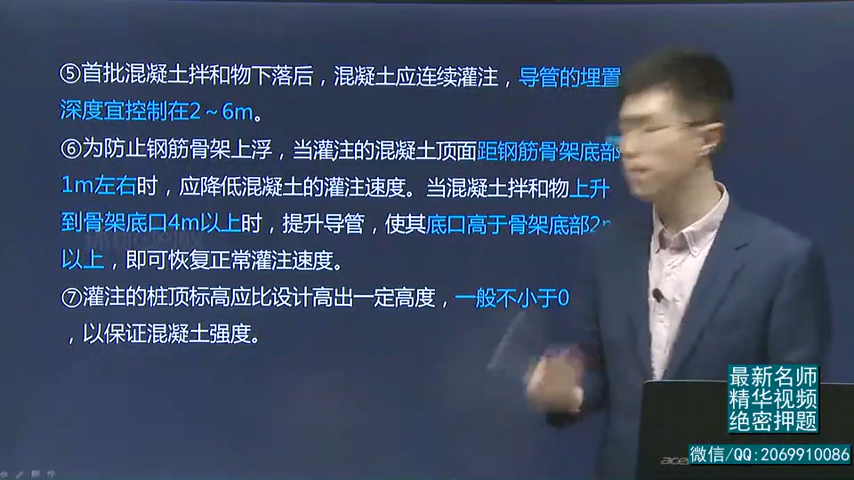 ⑤首批混凝土拌和物下落后，混凝土应连续灌注，导管的埋置
深度宜控制在2～6m。
⑥为防止钢筋骨架上浮，当灌注的混凝土顶面距钢筋骨架底部
1m左右时，应降低混凝土的灌注速度。当混凝土拌和物上升
到骨架底口4m以上时，提升导管，使其底口高于骨架底部2m
以上，即可恢复正常灌注速度。
⑦灌注的桩顶标高应比设计高出一定高度，一般不小于0
，以保证混凝土强度。
最新名师
精华视频
绝密押题
微信/QQ:2069910086
acer